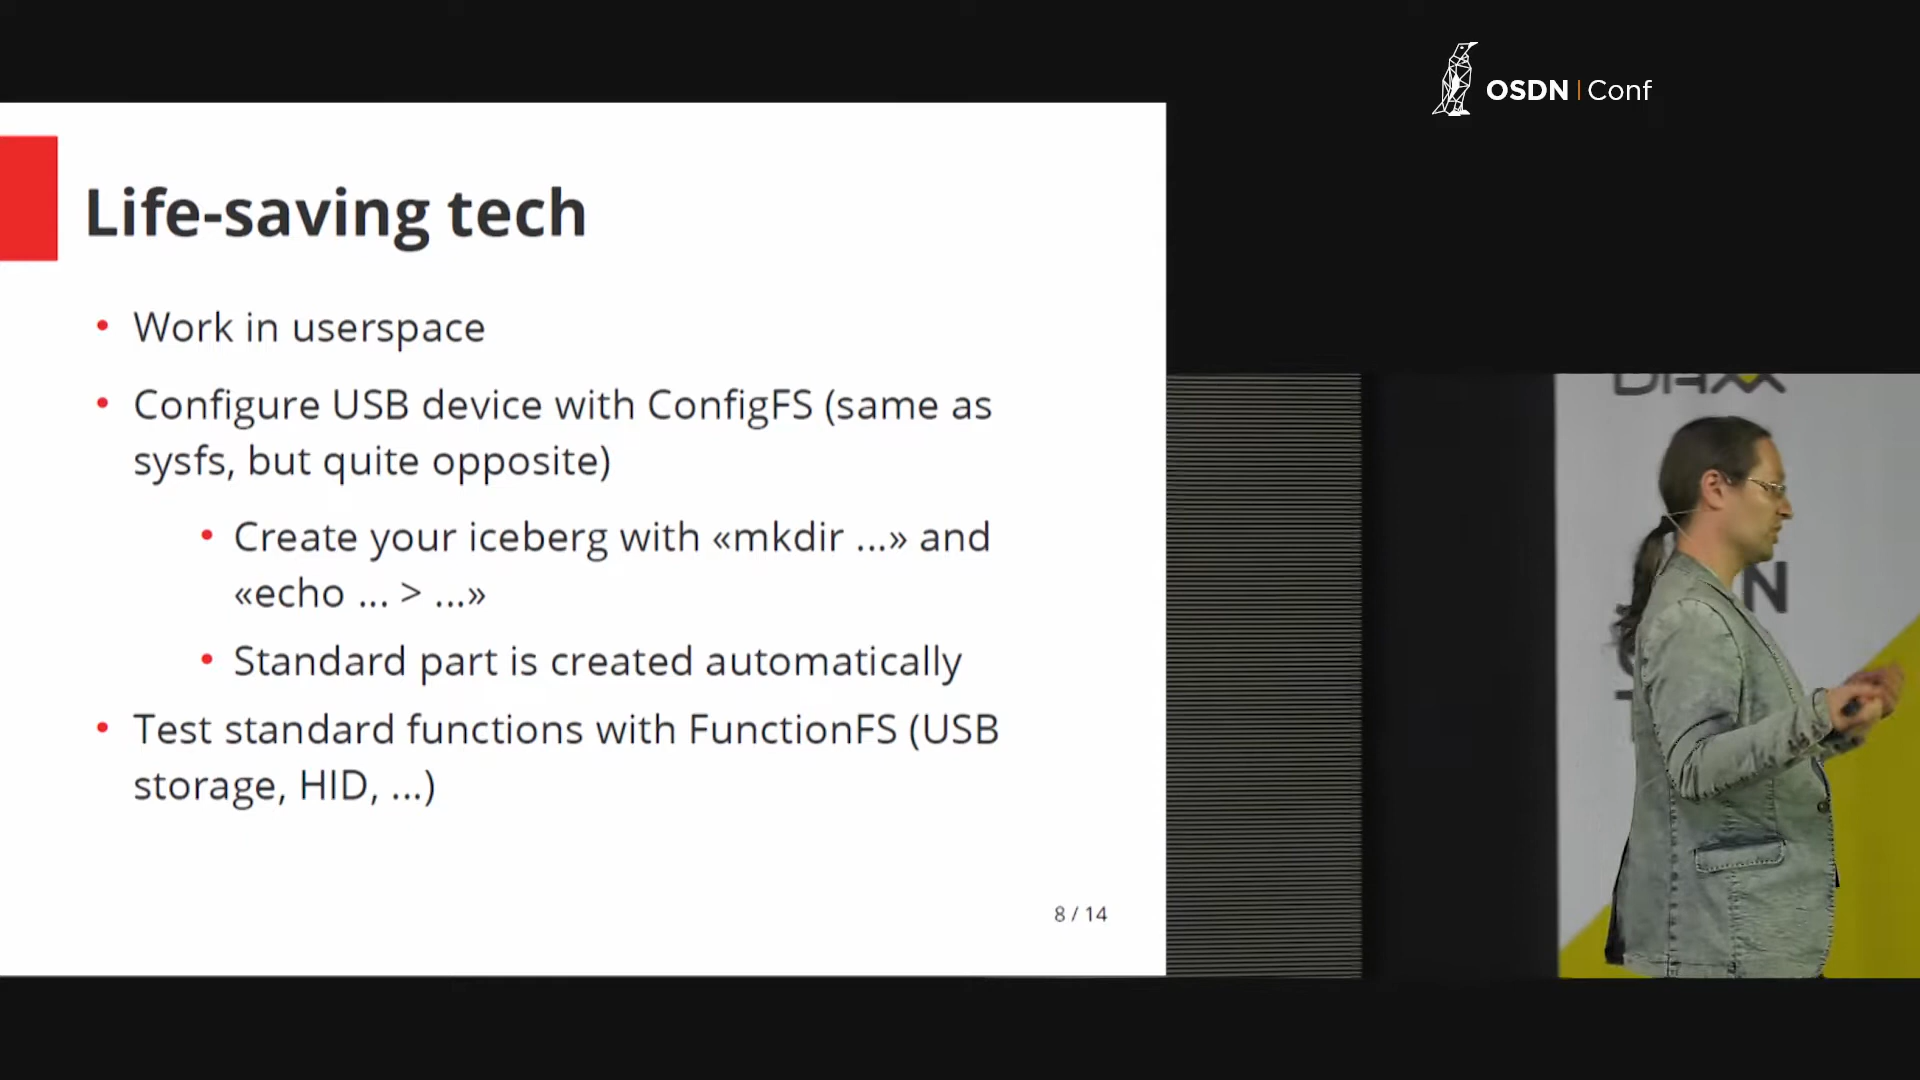 OSDN | Conf
Life-saving tech
• Work in userspace
• Configure USB device with ConfigFS (same as
sysfs, but quite opposite)
• Create your iceberg with «mkdir ...» and
«echo ... > ...»
• Standard part is created automatically
• Test standard functions with FunctionFS (USB
storage, HID, ...)
8 / 14